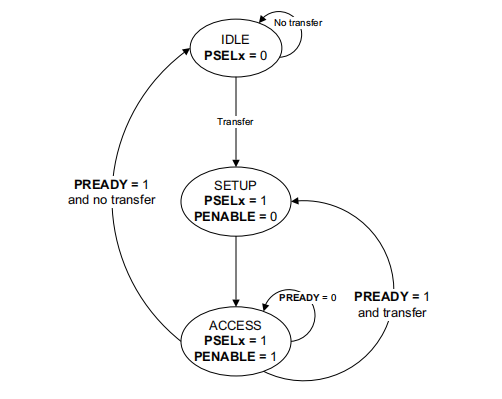 No transfer
IDLE
PSELx = 0
Transfer
SETUP
PSELx = 1
PENABLE = 0
PREADY = 1
and no transfer
PREADY = 0
PREADY = 1
and transfer
ACCESS
PSELx = 1
PENABLE = 1